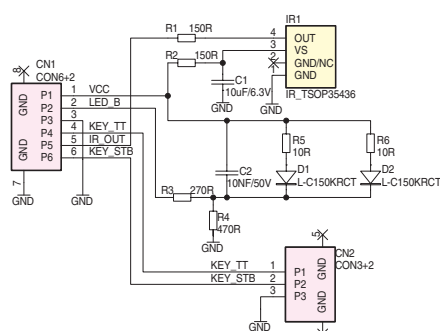 IR1
R1 150R
4 OUT
3 VS
2 GND/NC
1 GND
IR_TSOP35436
R2 150R
C1
10uF/6.3V
GND
GND
8
CN1
CON6+2
GND
GND
P1 1 VCC
P2 2 LED_B
P3 3
P4 4 KEY_TT
P5 5 IR_OUT
P6 6 KEY_STB
7
GND
GND
R5
10R
R6
10R
C2
10NF/50V
D1
L-C150KRCT
D2
L-C150KRCT
R3 270R
R4
470R
GND
5
CN2
CON3+2
KEY_TT 1 P1
KEY_STB 2 P2
3 P3
GND
GND
GND